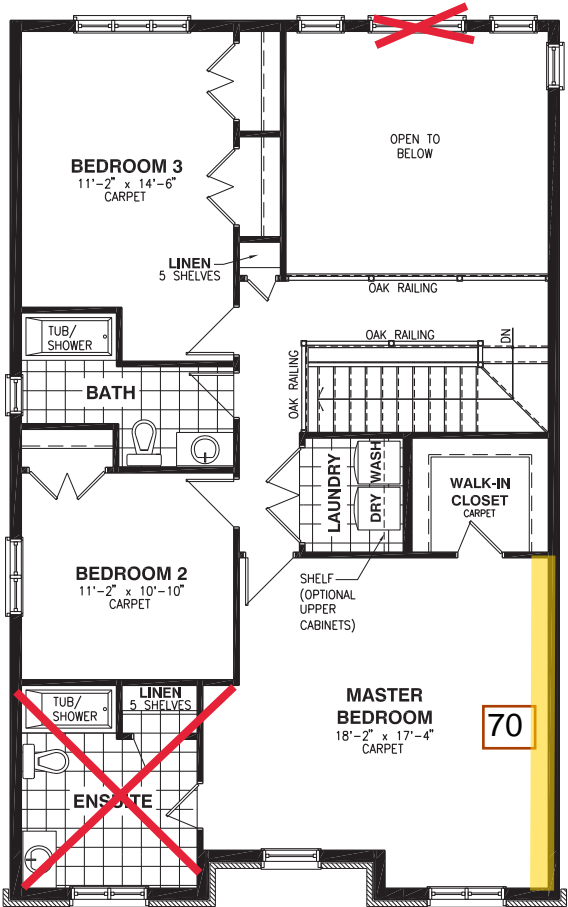 OPEN TO
BELOW
BEDROOM 3
11'-2" x 14'-6"
CARPET
LINEN
5 SHELVES
OAK RAILING
TUB/
SHOWER
OAK RAILING
DN
OAK RAILING
BATH
LAUNDRY
WASH
DRY
WALK-IN
CLOSET
CARPET
BEDROOM 2
11'-2" x 10'-10"
CARPET
SHELF
(OPTIONAL
UPPER
CABINETS)
TUB/
SHOWER
LINEN
5 SHELVES
MASTER
BEDROOM
18'-2" x 17'-4"
CARPET
70
ENSUITE